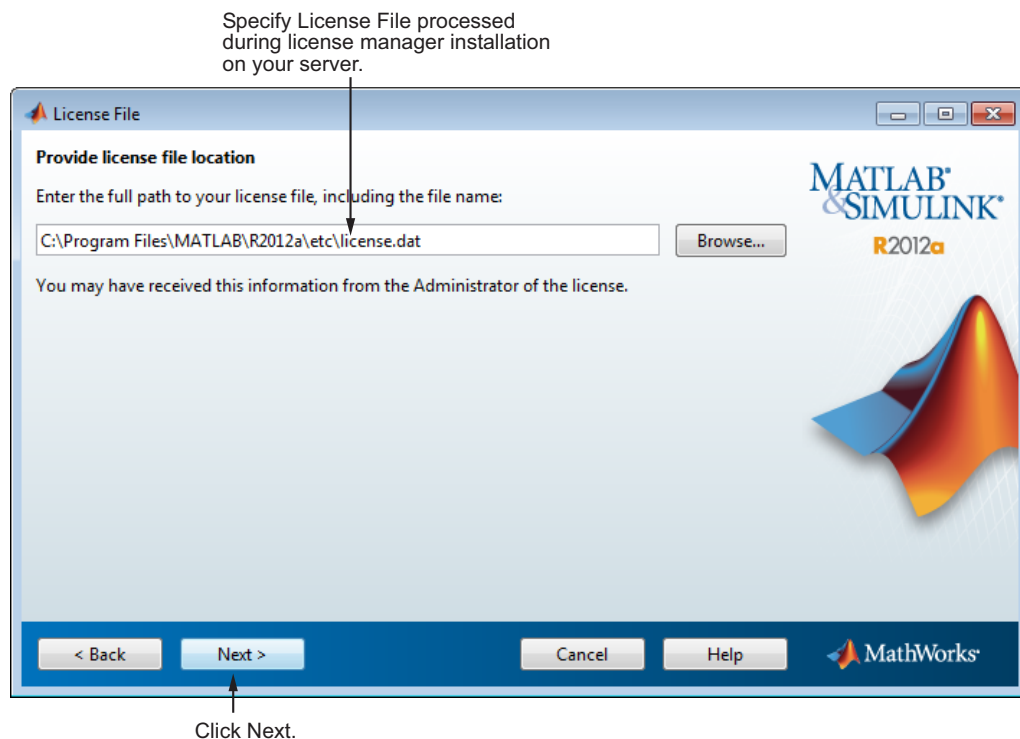 Specify License File processed
during license manager installation
on your server.
License File
Provide license file location
Enter the full path to your license file, including the file name:
C:\Program Files\MATLAB\R2012a\etc\license.dat
Browse...
You may have received this information from the Administrator of the license.
MATLAB®
&SIMULINK®
R2012a
< Back
Next >
Cancel
Help
MathWorks®
Click Next.